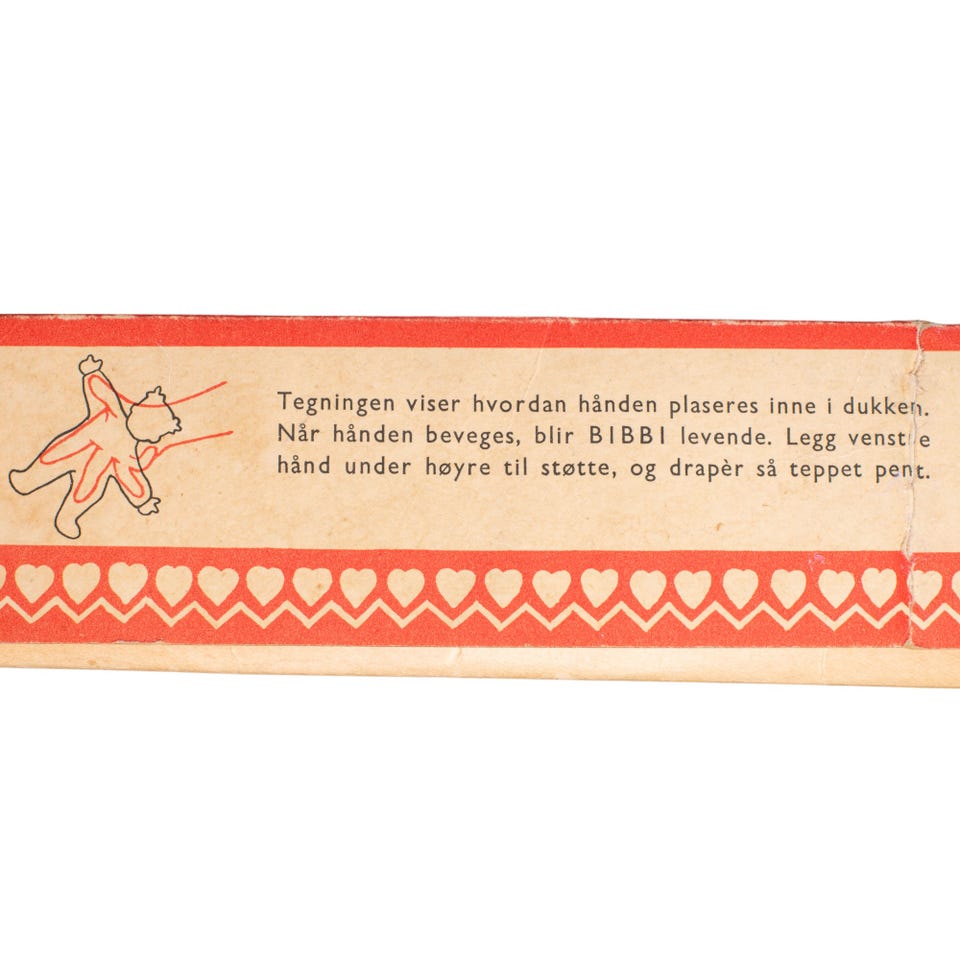 Tegningen viser hvordan hånden plaseres inne i dukken.
Når hånden beveges, blir BIBBI levende. Legg venstre
hånd under høyre til støtte, og drapèr så teppet pent.